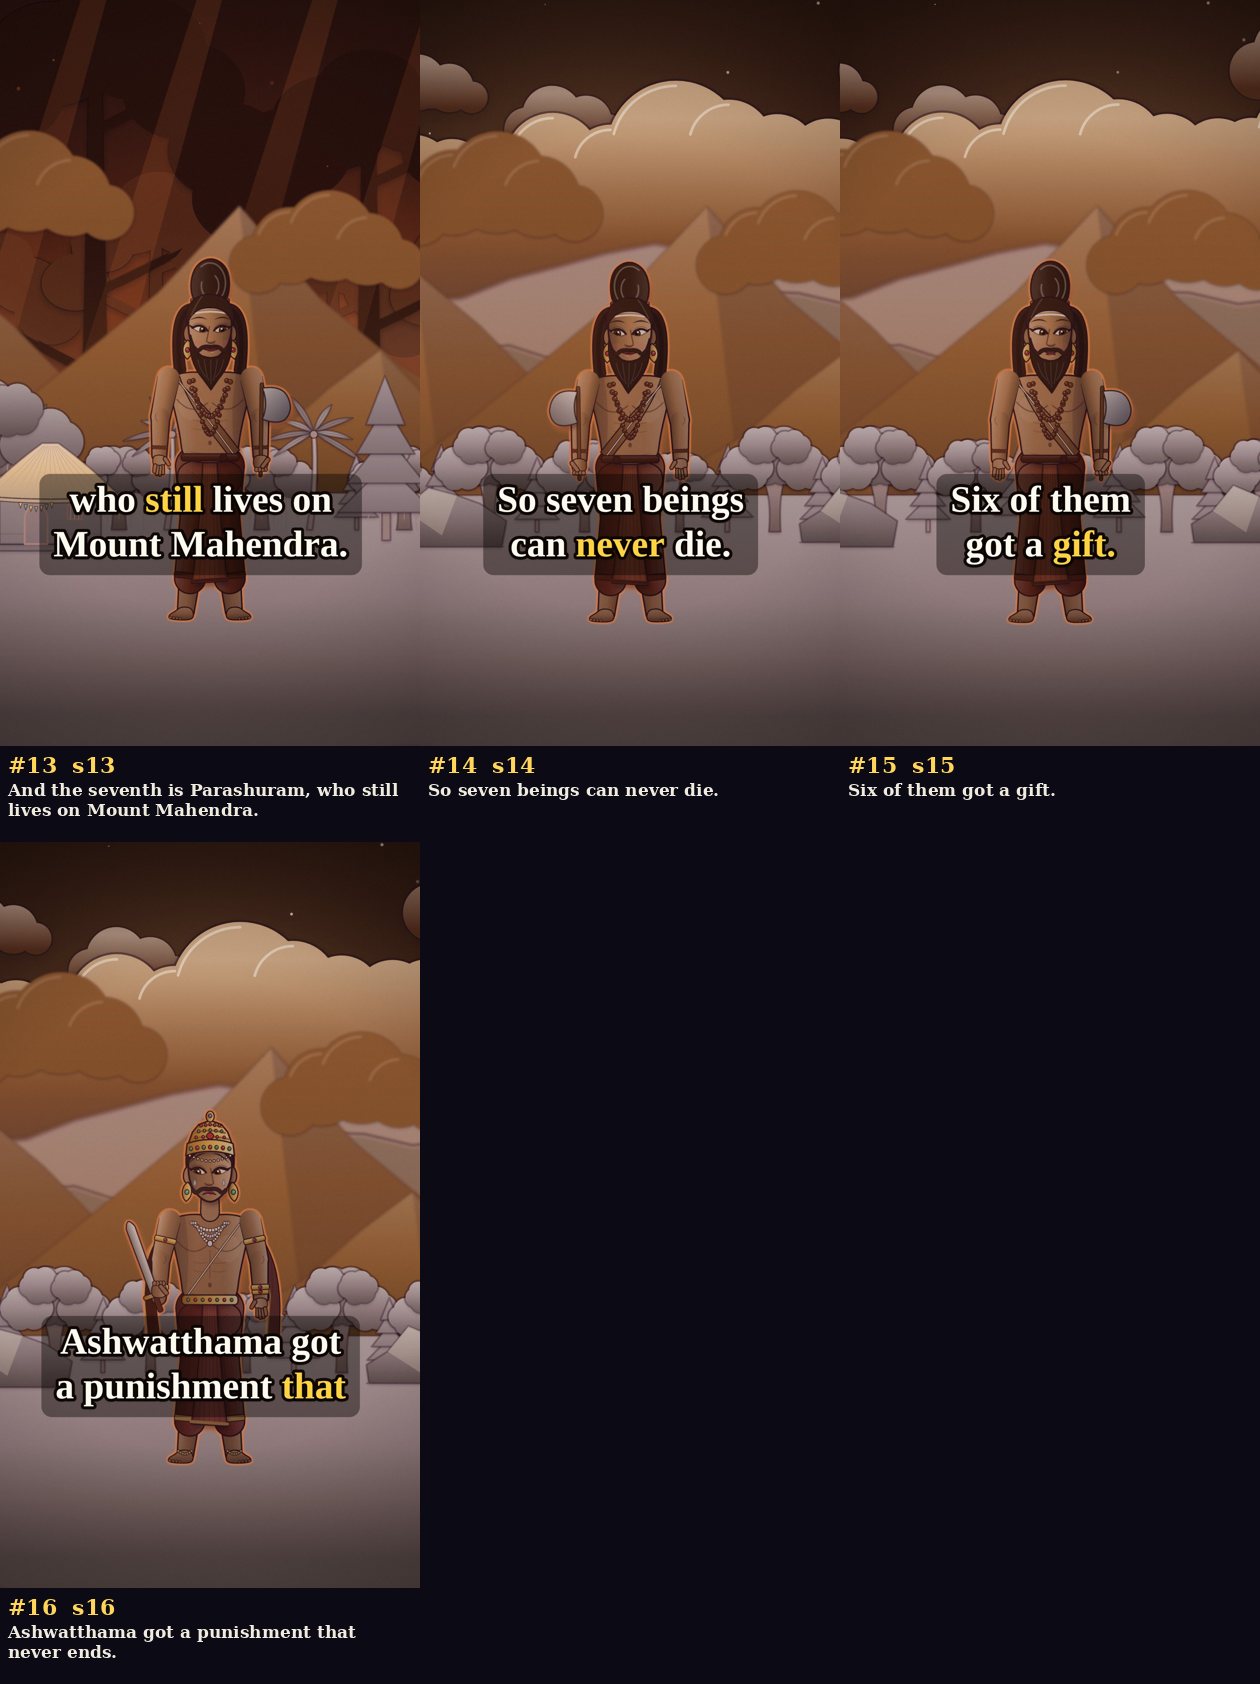 who still lives on
Mount Mahendra.
#13 s13
And the seventh is Parashuram, who still
lives on Mount Mahendra.
So seven beings
can never die.
#14 s14
So seven beings can never die.
Six of them
got a gift.
#15 s15
Six of them got a gift.
Ashwatthama got
a punishment that
#16 s16
Ashwatthama got a punishment that
never ends.